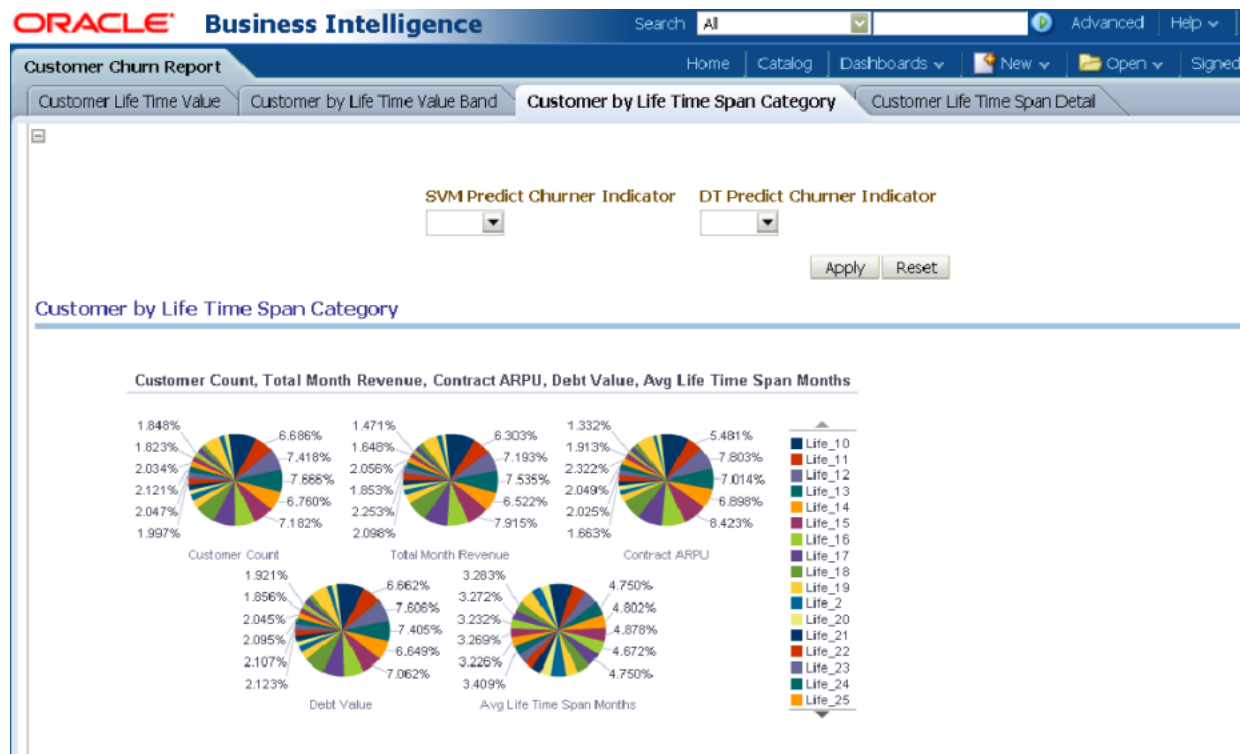 ORACLE Business Intelligence Search All Advanced Help
Customer Churn Report Home Catalog Dashboards New Open Signed
Customer Life Time Value Customer by Life Time Value Band Customer by Life Time Span Category Customer Life Time Span Detail
SVM Predict Churner Indicator DT Predict Churner Indicator
Apply Reset
Customer by Life Time Span Category
Customer Count, Total Month Revenue, Contract ARPU, Debt Value, Avg Life Time Span Months
1.848%
1.823%
2.034%
2.121%
2.047%
1.997%
6.686%
7.418%
7.666%
6.760%
7.182%
Customer Count
1.471%
1.648%
2.056%
1.853%
2.253%
2.098%
6.303%
7.193%
7.535%
6.522%
7.915%
Total Month Revenue
1.332%
1.913%
2.322%
2.049%
2.025%
1.663%
5.481%
7.803%
7.014%
6.898%
8.423%
Contract ARPU
1.921%
1.856%
2.045%
2.095%
2.107%
2.123%
6.662%
7.606%
7.405%
6.649%
7.062%
Debt Value
3.283%
3.272%
3.232%
3.269%
3.226%
3.409%
4.750%
4.802%
4.878%
4.672%
4.750%
Avg Life Time Span Months
Life_10
Life_11
Life_12
Life_13
Life_14
Life_15
Life_16
Life_17
Life_18
Life_19
Life_2
Life_20
Life_21
Life_22
Life_23
Life_24
Life_25